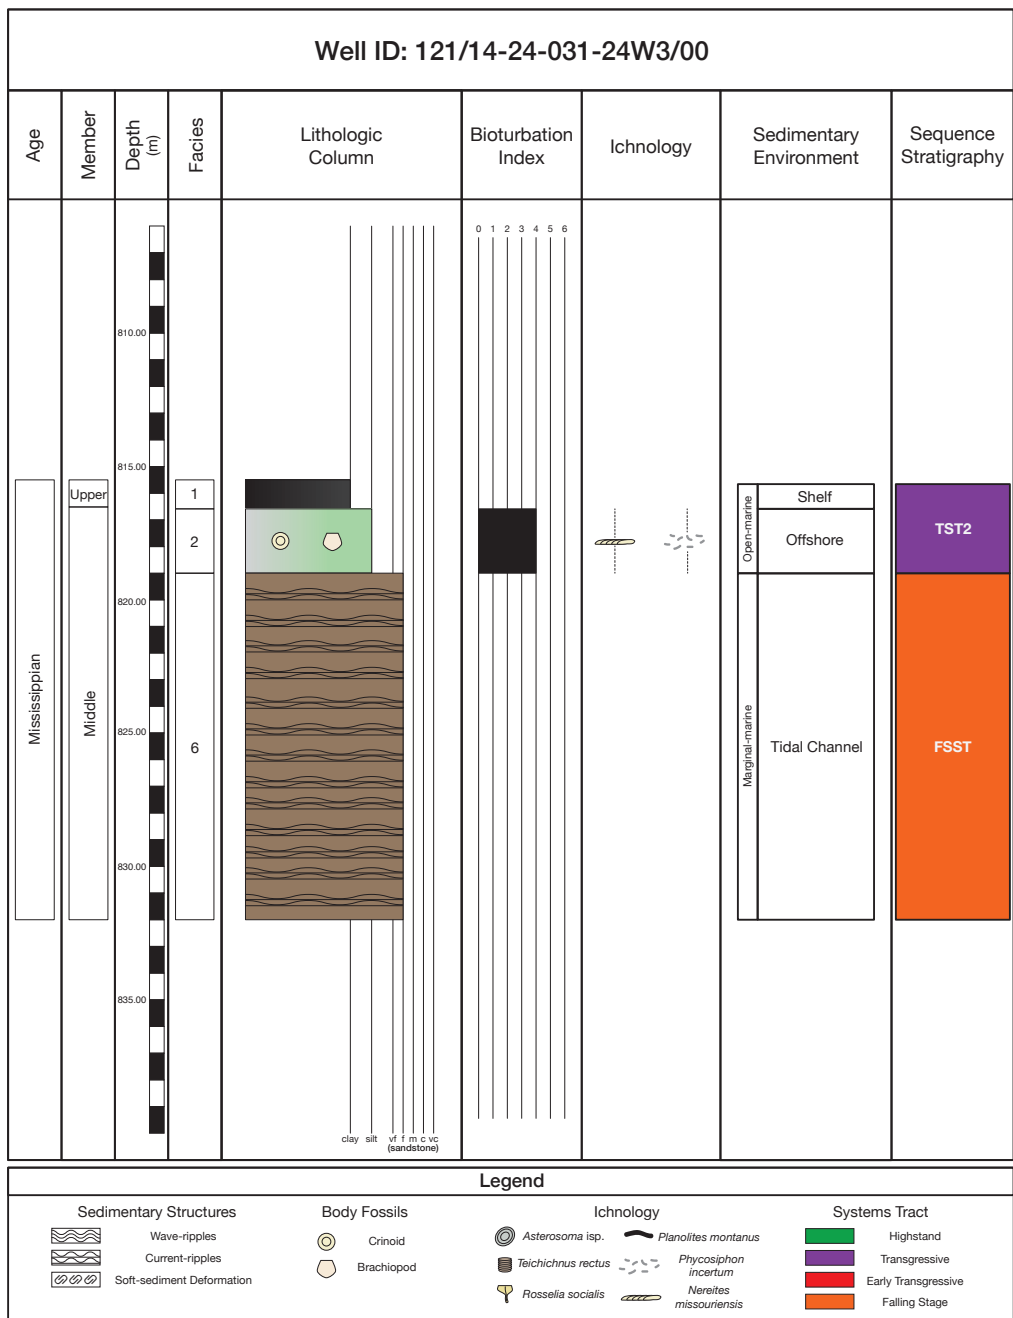 Well ID: 121/14-24-031-24W3/00
Age
Member
Depth
(m)
Facies
Lithologic
Column
Bioturbation
Index
Ichnology
Sedimentary
Environment
Sequence
Stratigraphy
0 1 2 3 4 5 6
810.00
815.00
820.00
825.00
830.00
835.00
Mississippian
Upper
Middle
1
2
6
Open-marine
Marginal-marine
Shelf
Offshore
Tidal Channel
TST2
FSST
clay silt vf f m c vc
(sandstone)
Legend
Sedimentary Structures
Wave-ripples
Current-ripples
Soft-sediment Deformation
Body Fossils
Crinoid
Brachiopod
Ichnology
Asterosoma isp.
Teichichnus rectus
Rosselia socialis
Planolites montanus
Phycosiphon
incertum
Nereites
missouriensis
Systems Tract
Highstand
Transgressive
Early Transgressive
Falling Stage